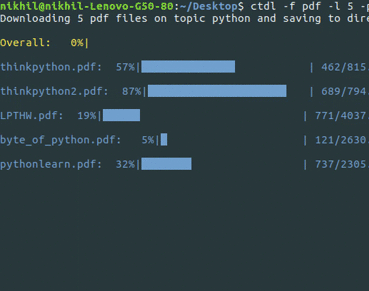 nikhil@nikhil-Lenovo-G50-80:~/Desktop$ ctdl -f pdf -l 5 -p
Downloading 5 pdf files on topic python and saving to dire
Overall:   0%|
thinkpython.pdf:  57%| | 462/815.
thinkpython2.pdf:  87%| | 689/794.
LPTHW.pdf:  19%| | 771/4037.
byte_of_python.pdf:   5%| | 121/2630.
pythonlearn.pdf:  32%| | 737/2305.